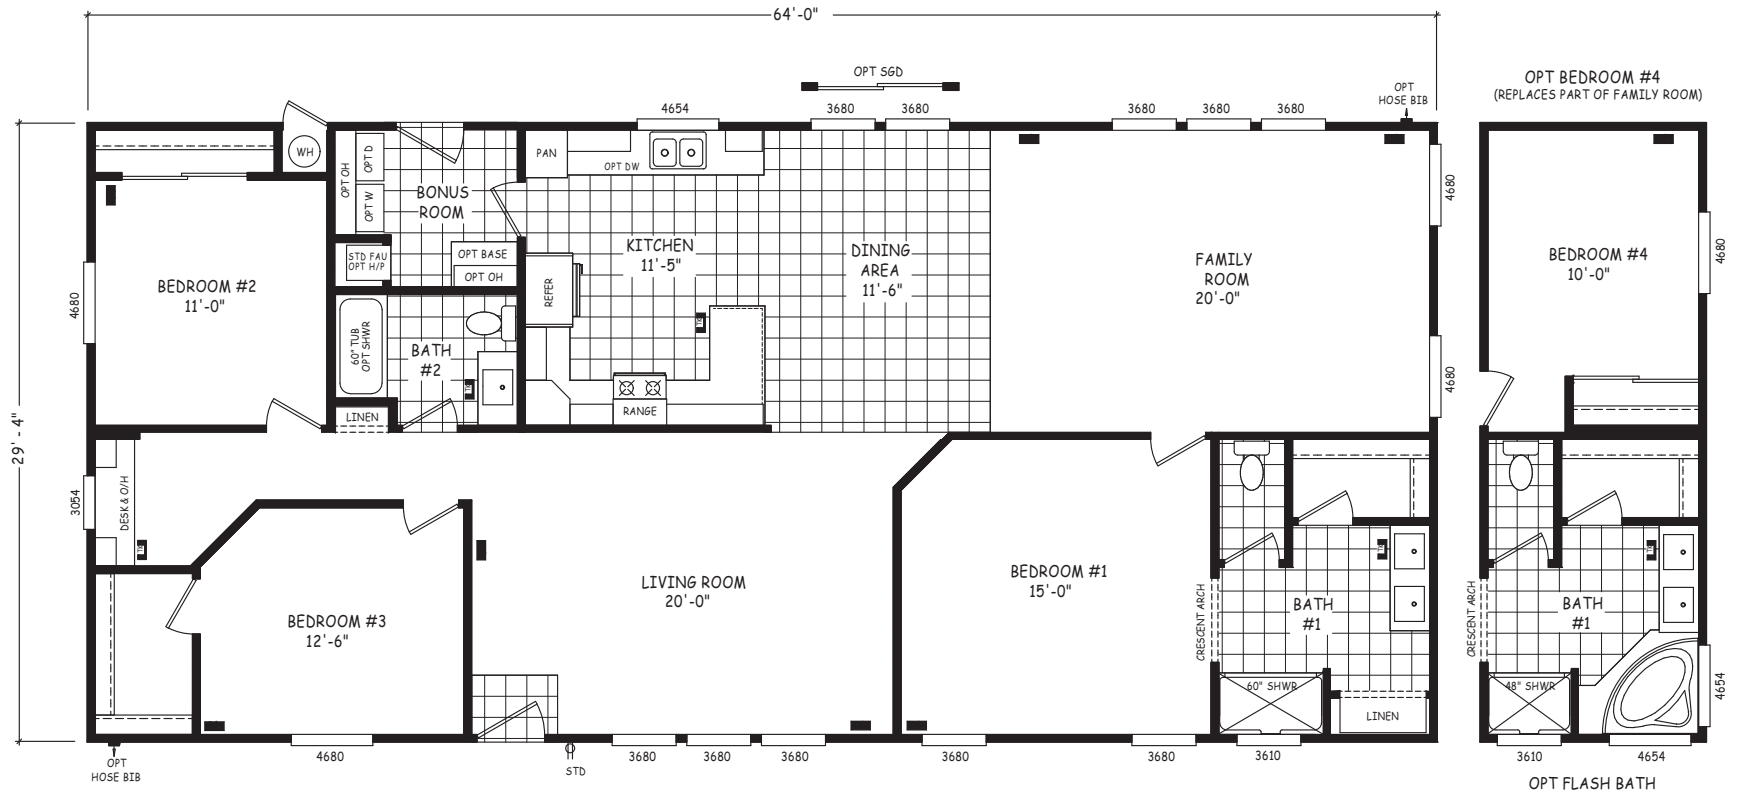 64'-0"
OPT SGD
OPT
HOSE BIB
OPT BEDROOM #4
(REPLACES PART OF FAMILY ROOM)
4654
3680
3680
3680
3680
3680
WH
OPT OH
OPT D
OPT W
BONUS
ROOM
PAN
OPT DW
4680
4680
STD FAU
OPT H/P
OPT BASE
OPT OH
KITCHEN
11'-5"
DINING
AREA
11'-6"
FAMILY
ROOM
20'-0"
BEDROOM #4
10'-0"
BEDROOM #2
11'-0"
4680
REFER
60" TUB
OPT SHWR
BATH
#2
4680
LINEN
RANGE
29'-4"
3054
DESK & O/H
BEDROOM #3
12'-6"
LIVING ROOM
20'-0"
BEDROOM #1
15'-0"
CRESCENT ARCH
BATH
#1
CRESCENT ARCH
BATH
#1
60" SHWR
LINEN
48" SHWR
4654
OPT
HOSE BIB
4680
STD
3680
3680
3680
3680
3680
3610
3610
4654
OPT FLASH BATH